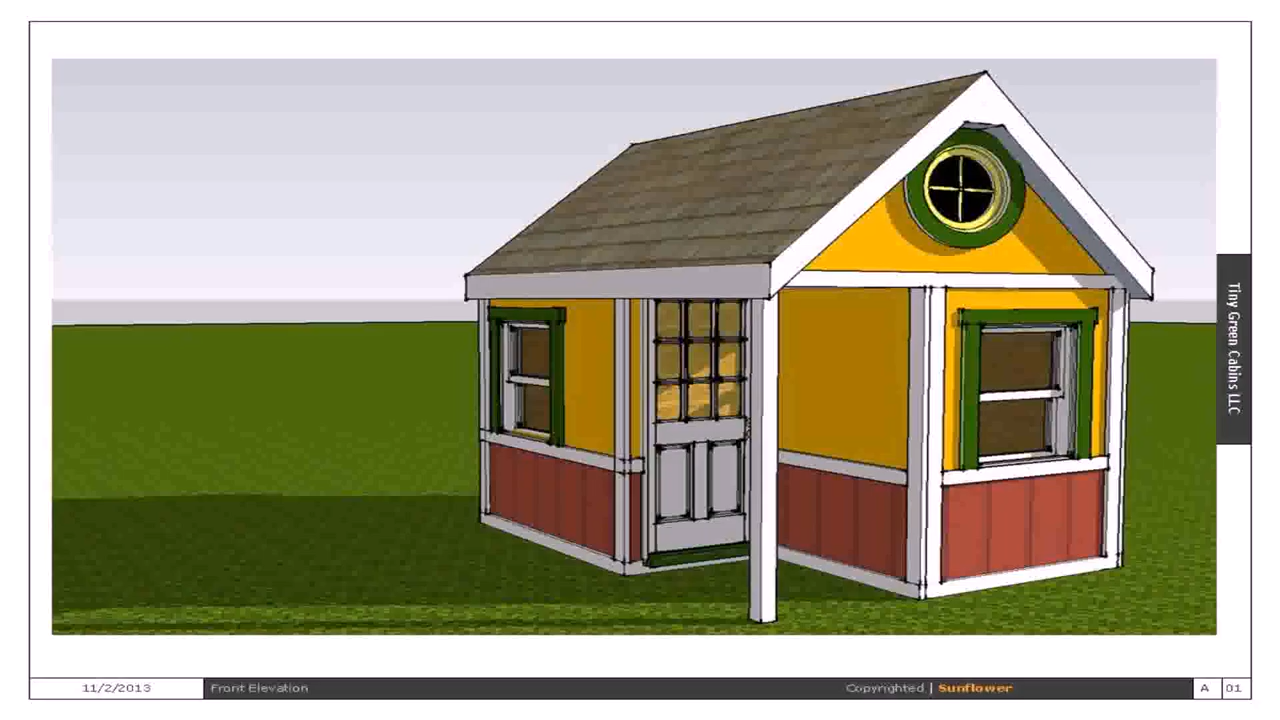 Tiny Green Cabins LLC
11/2/2013
Front Elevation
Copyrighted | Sunflower
A 01